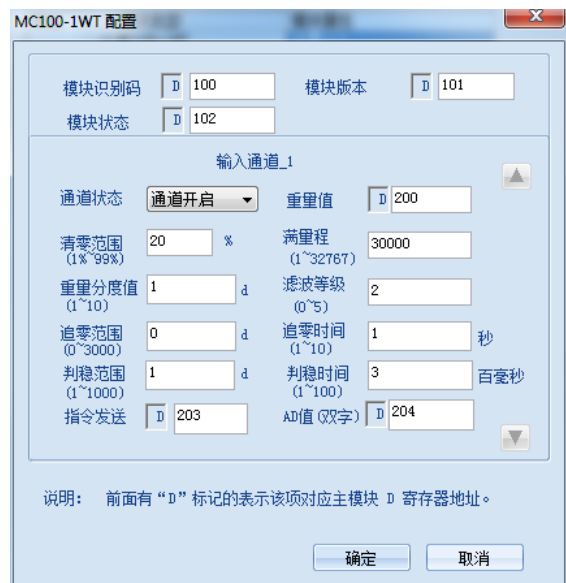 MC100-1WT 配置
x
模块识别码 D 100 模块版本 D 101
模块状态 D 102
输入通道_1
通道状态 通道开启 重量值 D 200
清零范围 20 % 满量程 30000
(1%~99%) (1~32767)
重量分度值 1 d 滤波等级 2
(1~10) (0~5)
追零范围 0 d 追零时间 1 秒
(0~3000) (1~10)
判稳范围 1 d 判稳时间 3 百毫秒
(1~1000) (1~100)
指令发送 D 203 AD值(双字) D 204
说明： 前面有“D”标记的表示该项对应主模块 D 寄存器地址。
确定 取消